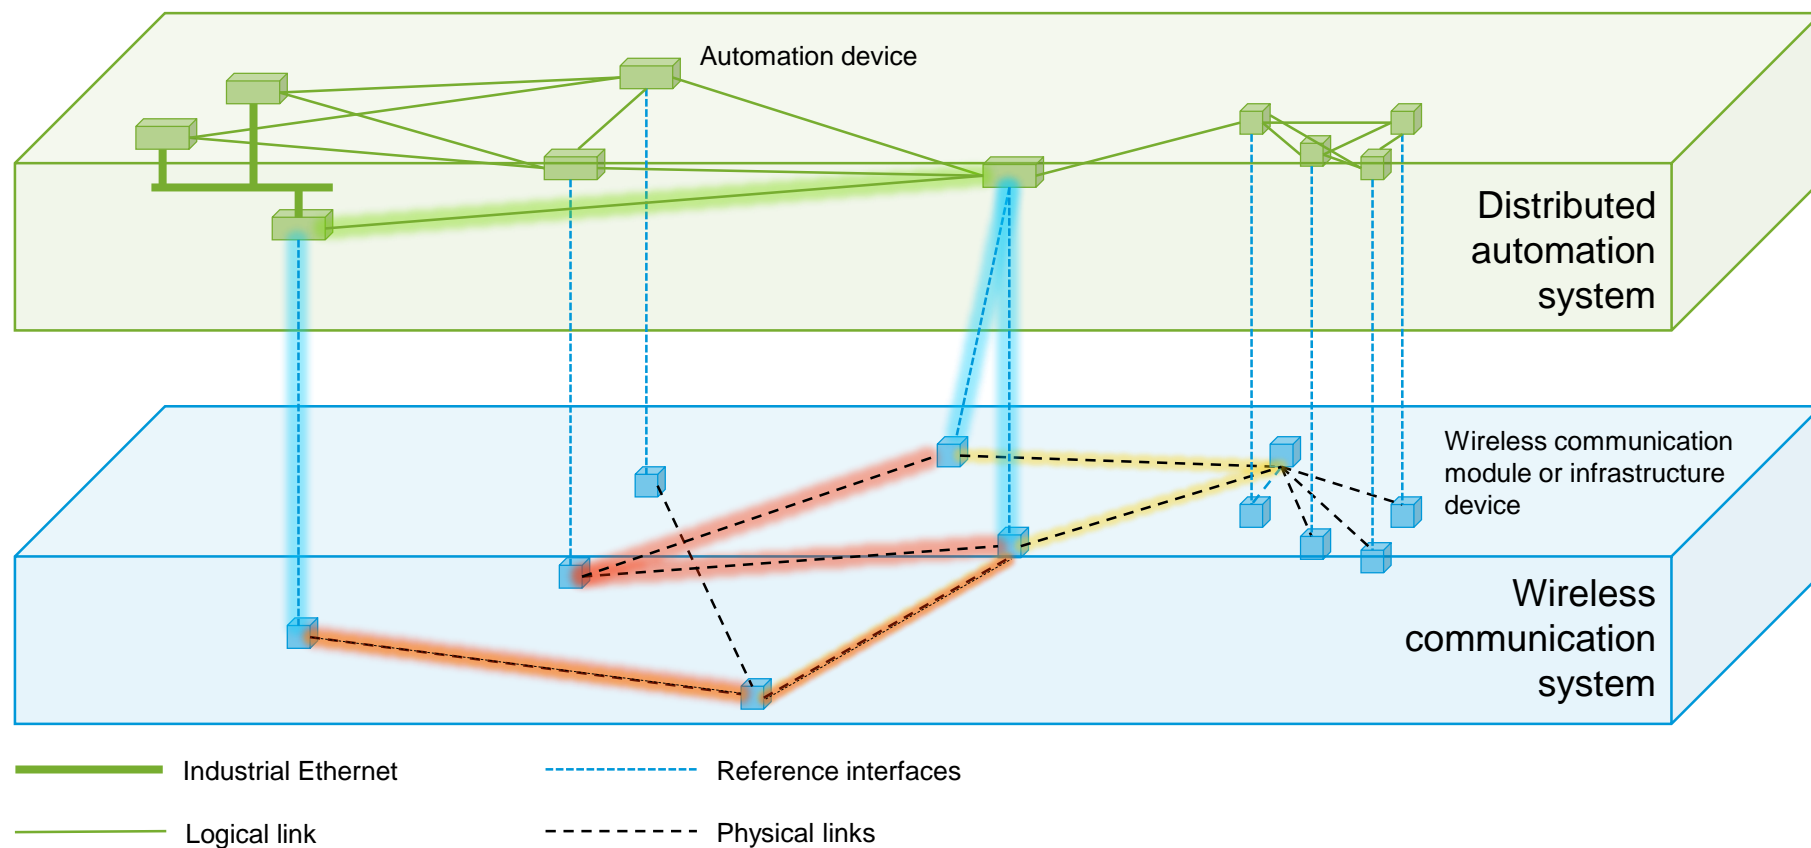 Automation device
Distributed
automation
system
Wireless communication
module or infrastructure
device
Wireless
communication
system
Industrial Ethernet
Reference interfaces
Logical link
Physical links